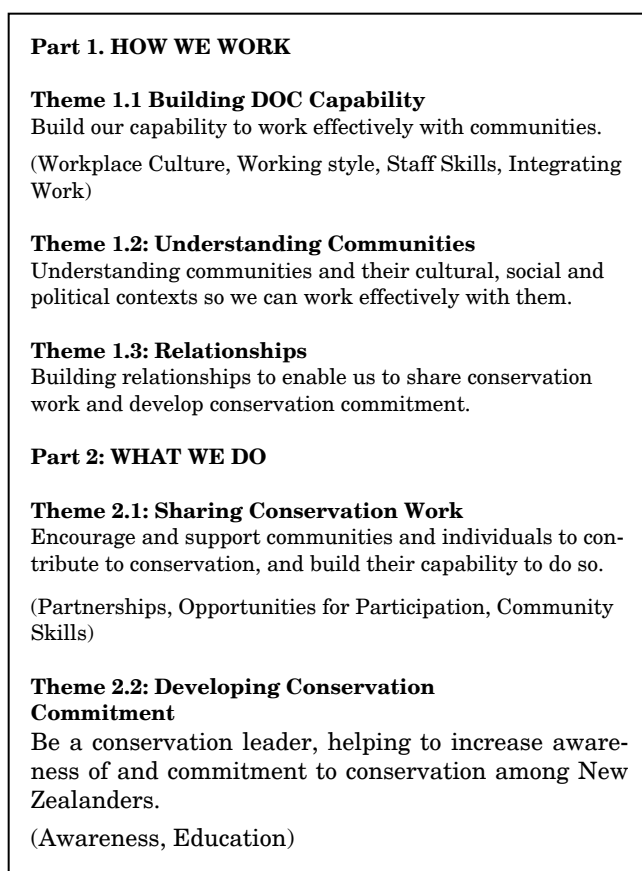 Part 1. HOW WE WORK
Theme 1.1 Building DOC Capability
Build our capability to work effectively with communities.
(Workplace Culture, Working style, Staff Skills, Integrating
Work)
Theme 1.2: Understanding Communities
Understanding communities and their cultural, social and
political contexts so we can work effectively with them.
Theme 1.3: Relationships
Building relationships to enable us to share conservation
work and develop conservation commitment.
Part 2: WHAT WE DO
Theme 2.1: Sharing Conservation Work
Encourage and support communities and individuals to con-
tribute to conservation, and build their capability to do so.
(Partnerships, Opportunities for Participation, Community
Skills)
Theme 2.2: Developing Conservation
Commitment
Be a conservation leader, helping to increase aware-
ness of and commitment to conservation among New
Zealanders.
(Awareness, Education)